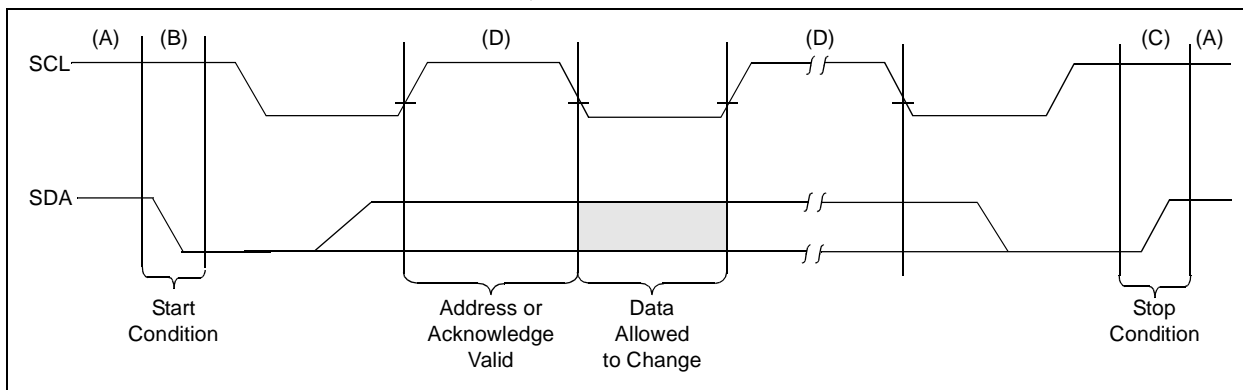 (A) (B) (D) (D) (C) (A)
SCL
SDA
Start
Condition
Address or
Acknowledge
Valid
Data
Allowed
to Change
Stop
Condition